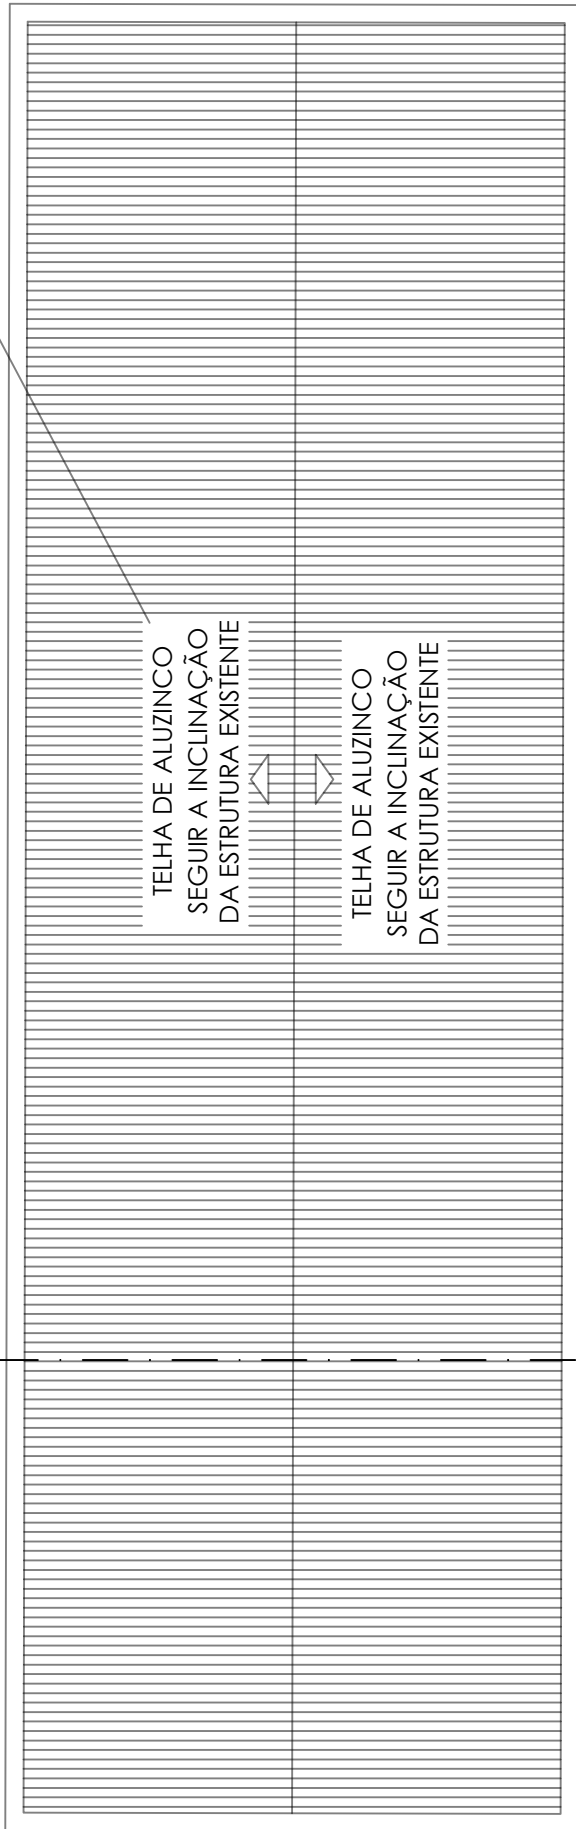 TELHA DE ALUZINCO
SEGUIR A INCLINAÇÃO
DA ESTRUTURA EXISTENTE
TELHA DE ALUZINCO
SEGUIR A INCLINAÇÃO
DA ESTRUTURA EXISTENTE